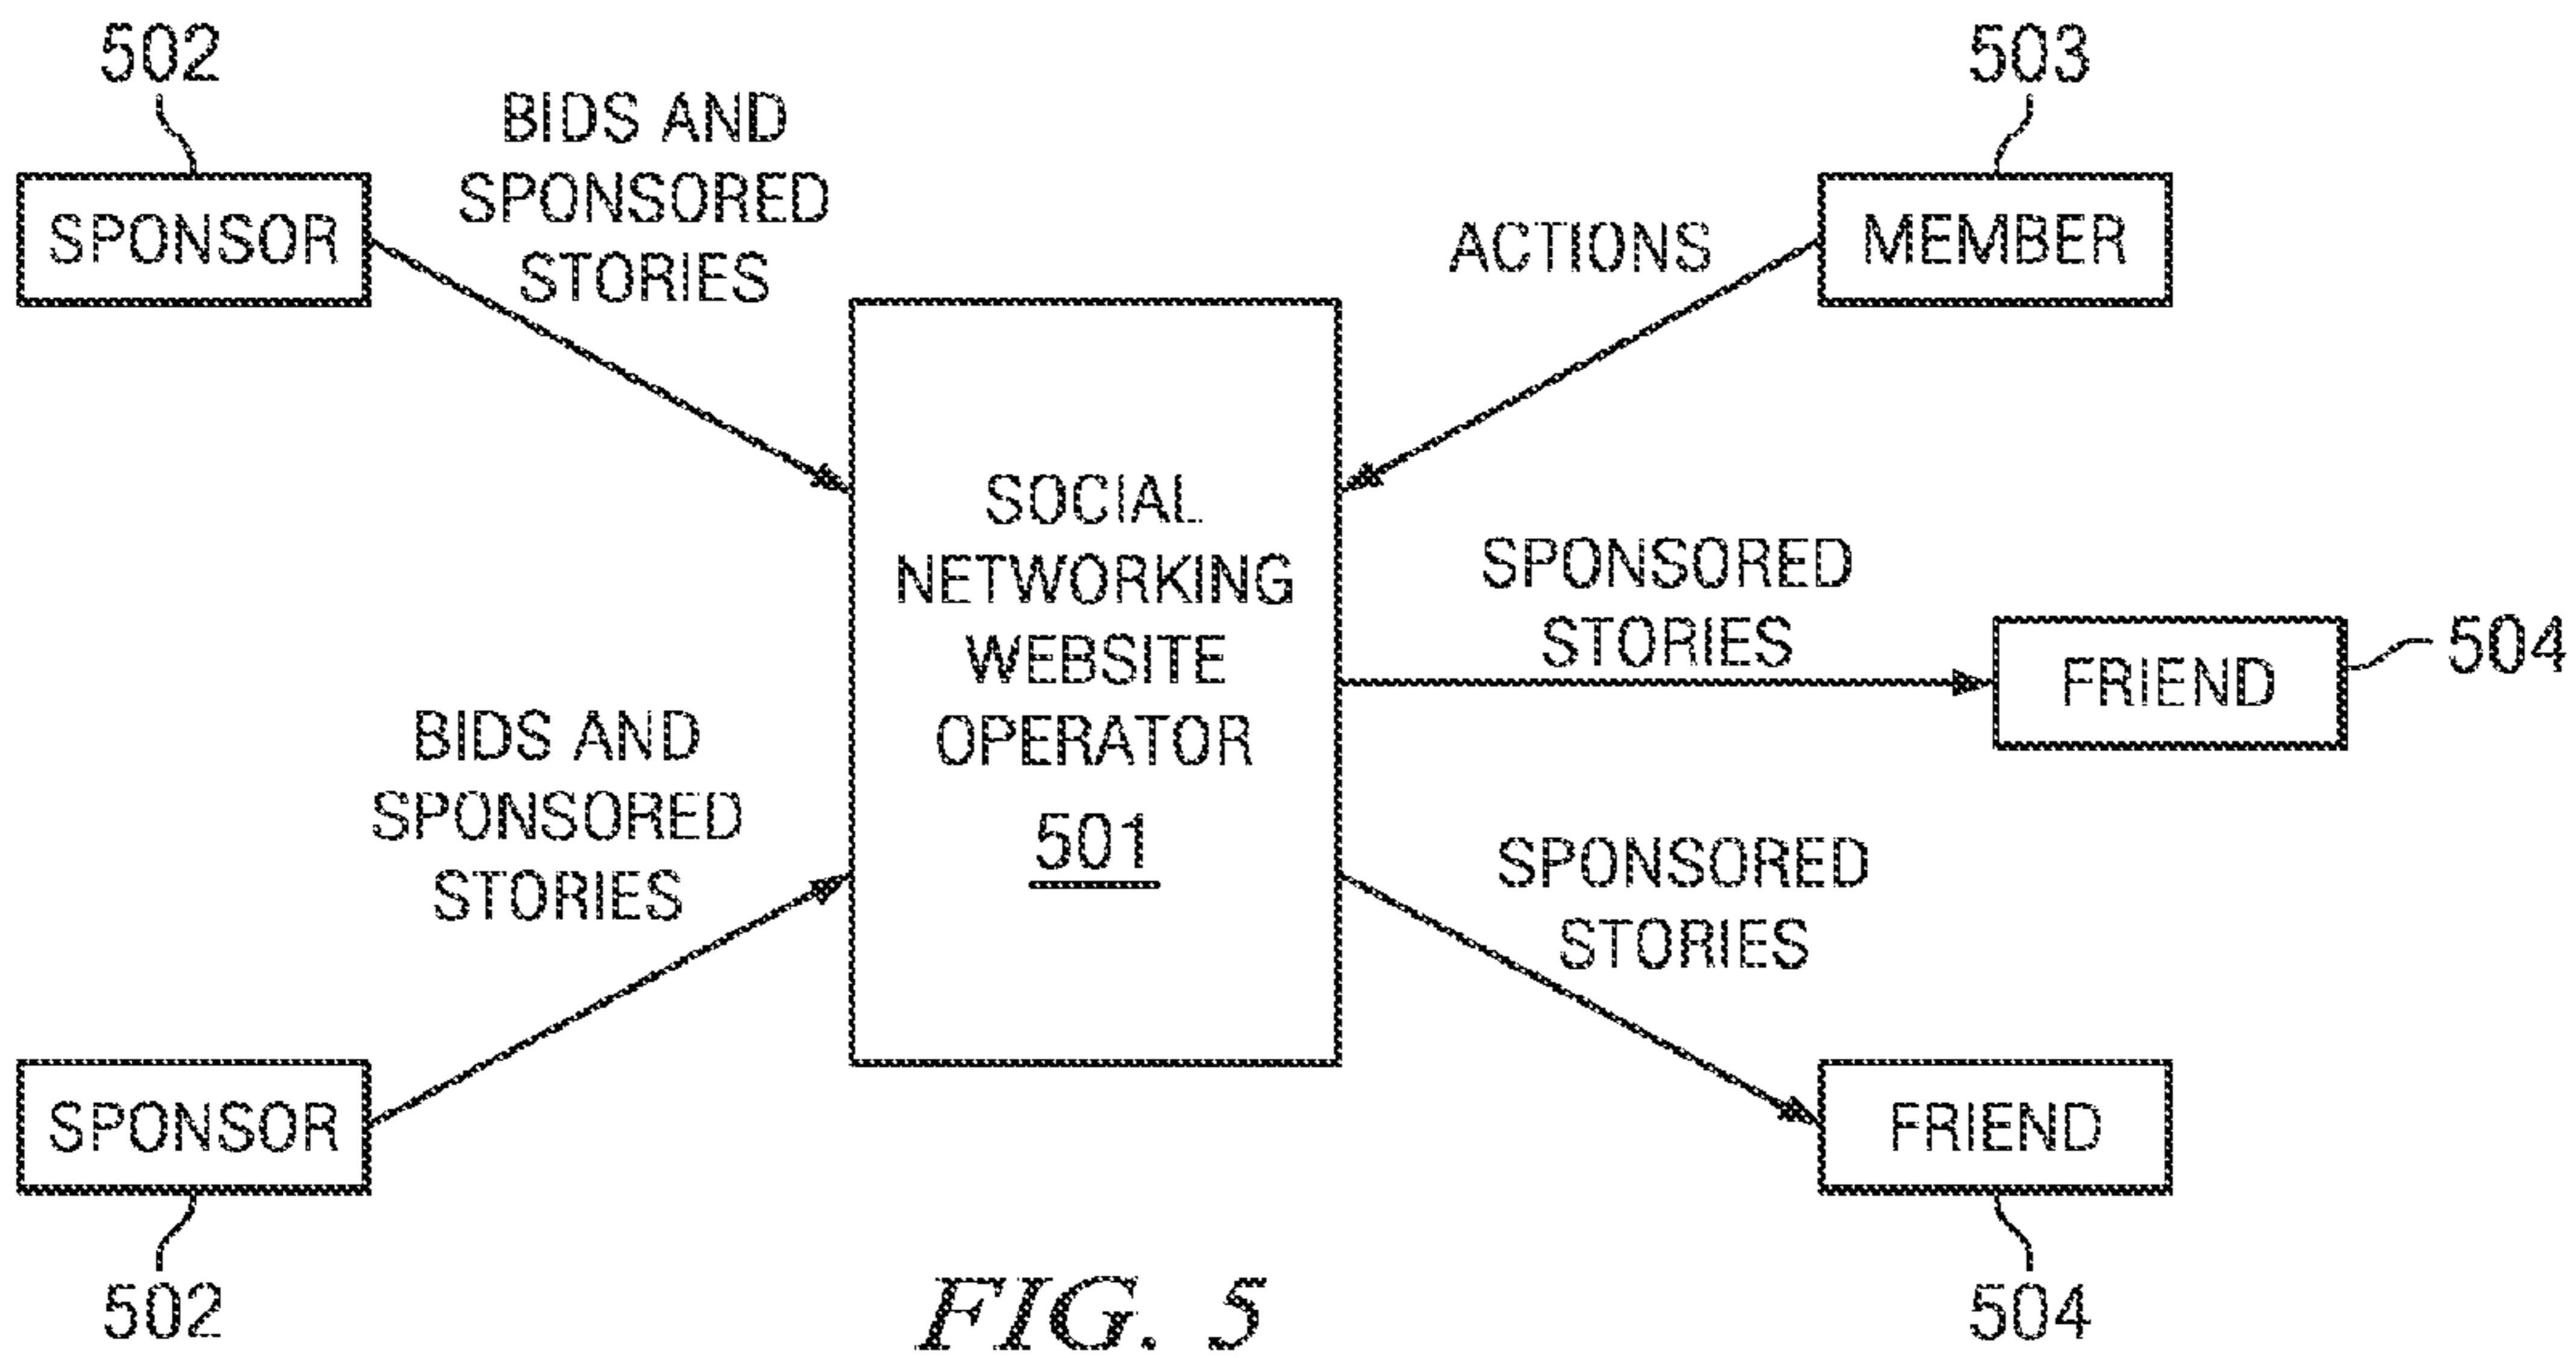 502
BIDS AND
SPONSORED
STORIES
SPONSOR
503
MEMBER
ACTIONS
SOCIAL
NETWORKING
WEBSITE
OPERATOR
501
SPONSORED
STORIES
FRIEND
504
BIDS AND
SPONSORED
STORIES
SPONSOR
502
SPONSORED
STORIES
FRIEND
504
FIG. 5